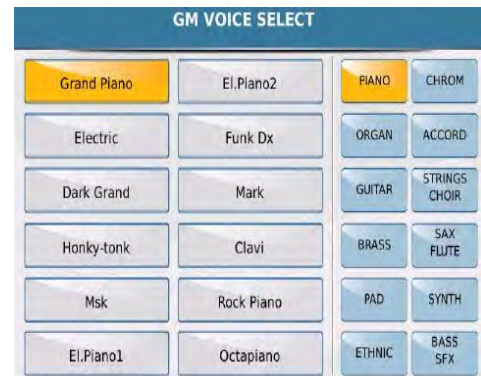 GM VOICE SELECT
Grand Piano El.Piano2 PIANO CHROM
Electric Funk Dx ORGAN ACCORD
Dark Grand Mark GUITAR STRINGS CHOIR
Honky-tonk Clavi BRASS SAX FLUTE
Msk Rock Piano PAD SYNTH
El.Piano1 Octapiano ETHNIC BASS SFX